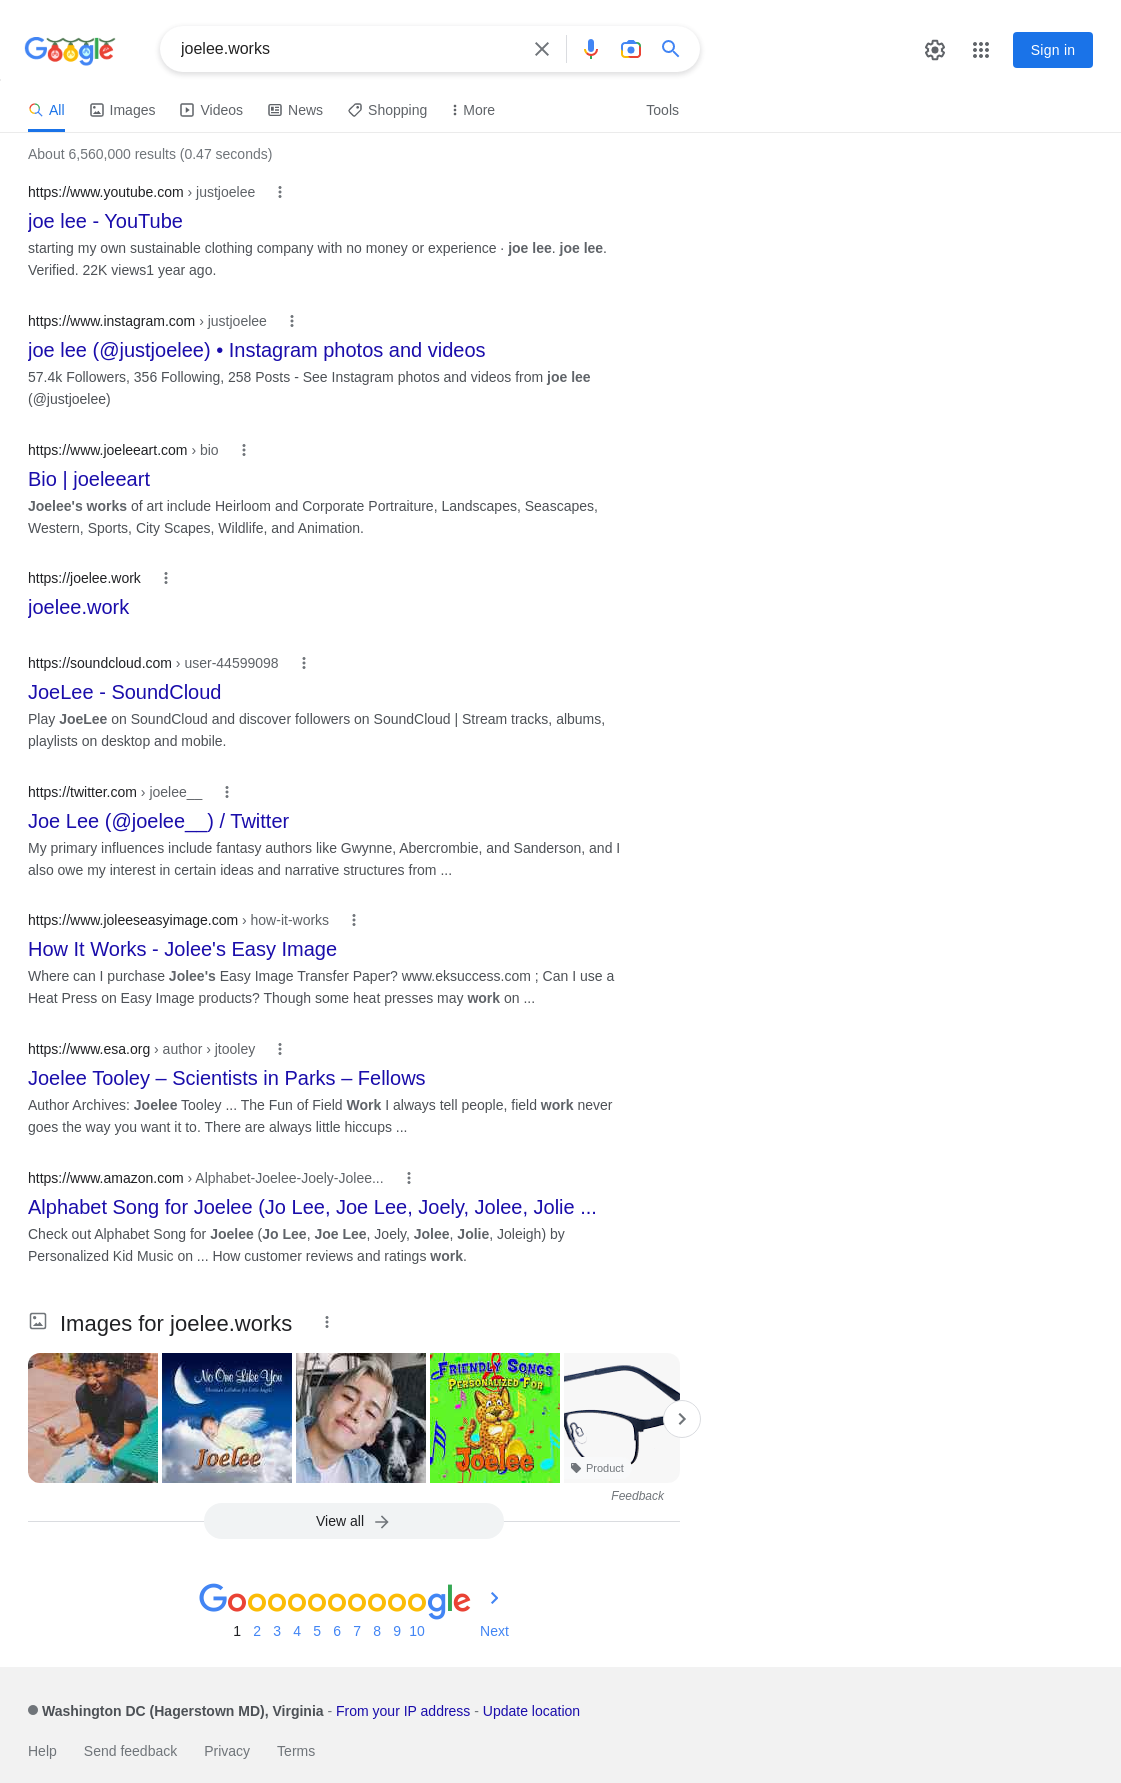 Google
joelee.works
Sign in
All Images Videos News Shopping More Tools
About 6,560,000 results (0.47 seconds)
https://www.youtube.com › justjoelee
joe lee - YouTube
starting my own sustainable clothing company with no money or experience · joe lee. joe lee.
Verified. 22K views1 year ago.
https://www.instagram.com › justjoelee
joe lee (@justjoelee) • Instagram photos and videos
57.4k Followers, 356 Following, 258 Posts - See Instagram photos and videos from joe lee
(@justjoelee)
https://www.joeleeart.com › bio
Bio | joeleeart
Joelee's works of art include Heirloom and Corporate Portraiture, Landscapes, Seascapes,
Western, Sports, City Scapes, Wildlife, and Animation.
https://joelee.work
joelee.work
https://soundcloud.com › user-44599098
JoeLee - SoundCloud
Play JoeLee on SoundCloud and discover followers on SoundCloud | Stream tracks, albums,
playlists on desktop and mobile.
https://twitter.com › joelee__
Joe Lee (@joelee__) / Twitter
My primary influences include fantasy authors like Gwynne, Abercrombie, and Sanderson, and I
also owe my interest in certain ideas and narrative structures from ...
https://www.joleeseasyimage.com › how-it-works
How It Works - Jolee's Easy Image
Where can I purchase Jolee's Easy Image Transfer Paper? www.eksuccess.com ; Can I use a
Heat Press on Easy Image products? Though some heat presses may work on ...
https://www.esa.org › author › jtooley
Joelee Tooley – Scientists in Parks – Fellows
Author Archives: Joelee Tooley ... The Fun of Field Work I always tell people, field work never
goes the way you want it to. There are always little hiccups ...
https://www.amazon.com › Alphabet-Joelee-Joely-Jolee...
Alphabet Song for Joelee (Jo Lee, Joe Lee, Joely, Jolee, Jolie ...
Check out Alphabet Song for Joelee (Jo Lee, Joe Lee, Joely, Jolee, Jolie, Joleigh) by
Personalized Kid Music on ... How customer reviews and ratings work.
Images for joelee.works
No One Like You
Christian Lullabies for Little Angels
Joelee
FRIENDLY SONGS
PERSONALIZED FOR
JOELEE
Product
Feedback
View all
Goooooooooogle
1 2 3 4 5 6 7 8 9 10 Next
Washington DC (Hagerstown MD), Virginia - From your IP address - Update location
Help Send feedback Privacy Terms